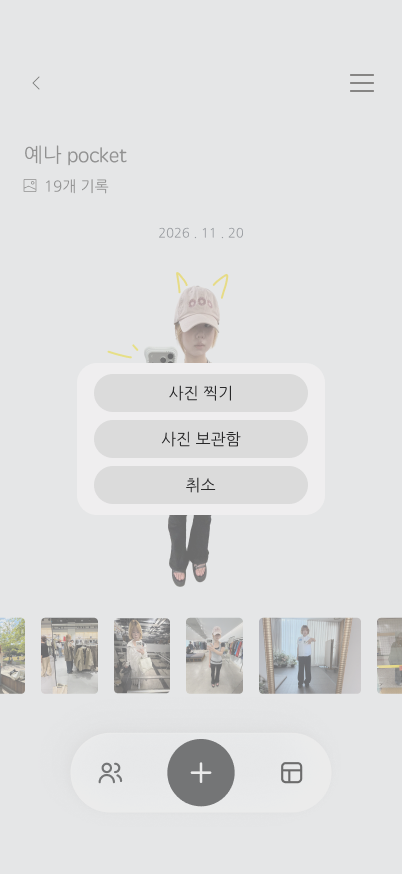 예나 pocket
19개 기록
2026 . 11 . 20
사진 찍기
사진 보관함
취소